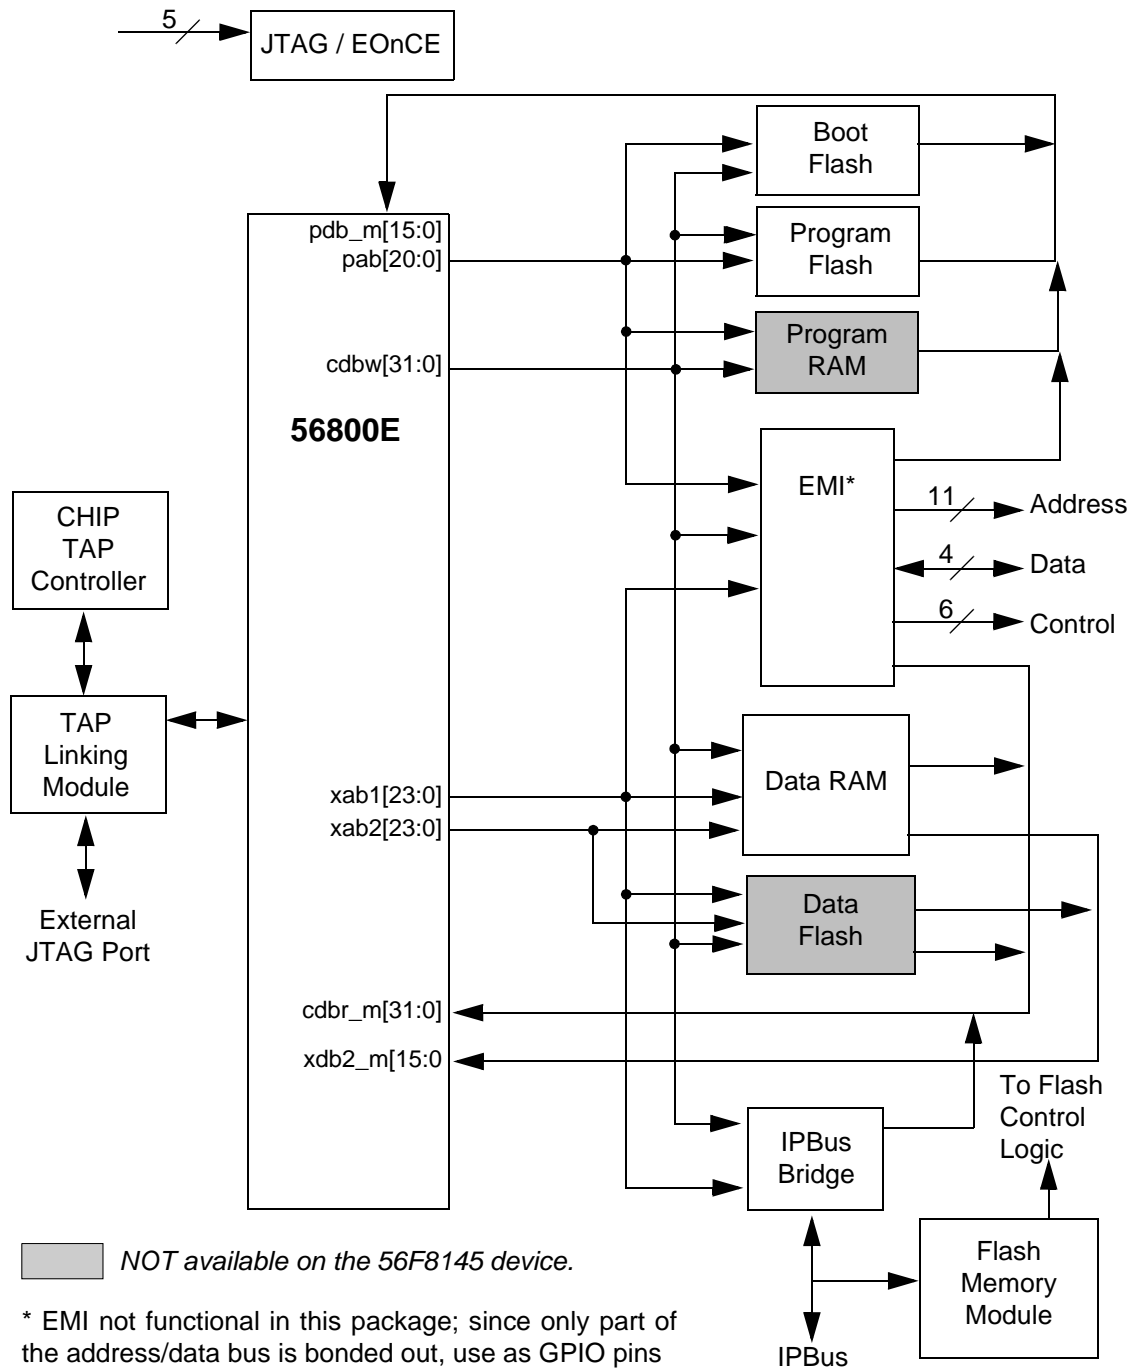 5
JTAG / EOnCE
Boot
Flash
pdb_m[15:0]
pab[20:0]
Program
Flash
cdbw[31:0]
Program
RAM
56800E
EMI*
11
Address
4
Data
6
Control
CHIP
TAP
Controller
TAP
Linking
Module
External
JTAG Port
xab1[23:0]
xab2[23:0]
Data RAM
Data
Flash
cdbr_m[31:0]
xdb2_m[15:0
To Flash
Control
Logic
IPBus
Bridge
Flash
Memory
Module
IPBus
NOT available on the 56F8145 device.
* EMI not functional in this package; since only part of
the address/data bus is bonded out, use as GPIO pins